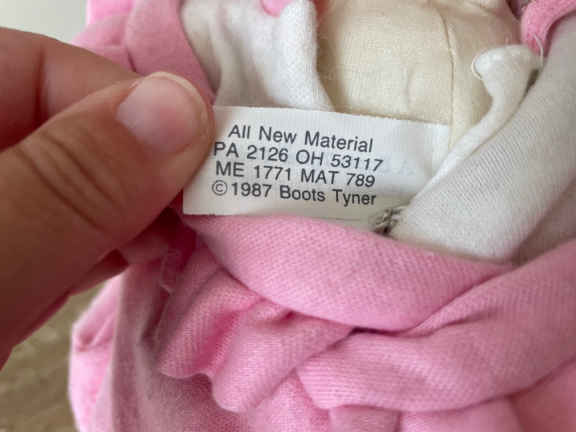 All New Material
PA 2126 OH 53117
ME 1771 MAT 789
©1987 Boots Tyner